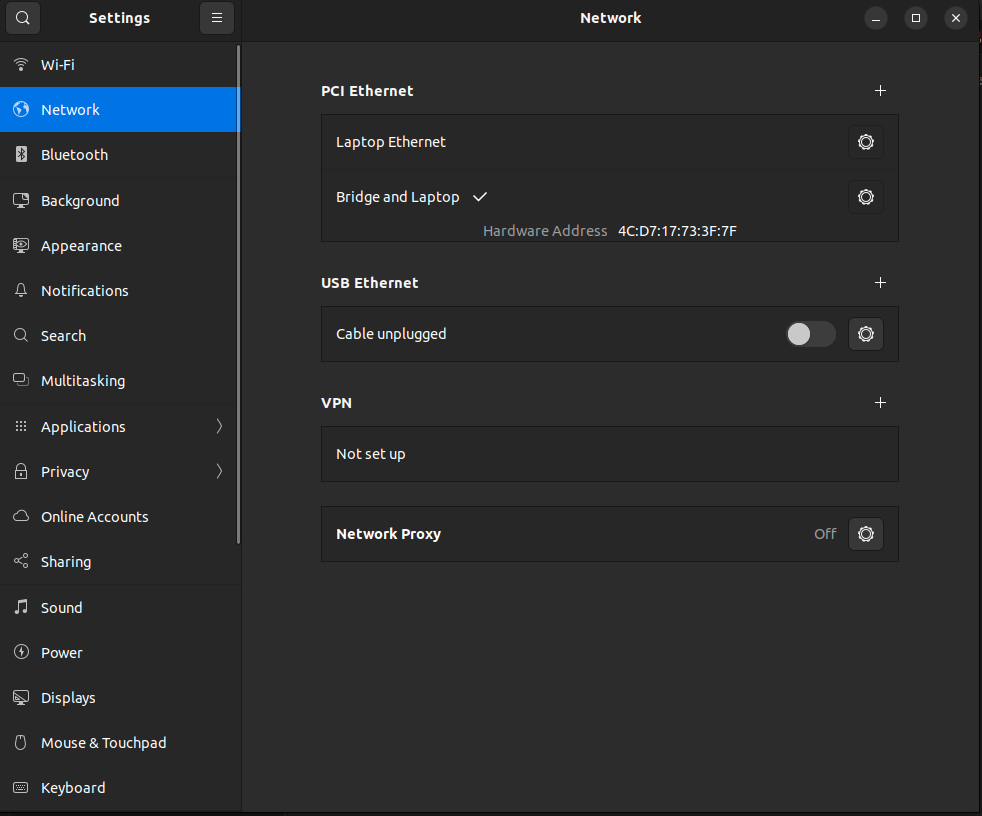 Settings
Network
Wi-Fi
Network
Bluetooth
Background
Appearance
Notifications
Search
Multitasking
Applications
Privacy
Online Accounts
Sharing
Sound
Power
Displays
Mouse & Touchpad
Keyboard
PCI Ethernet
Laptop Ethernet
Bridge and Laptop
Hardware Address 4C:D7:17:73:3F:7F
USB Ethernet
Cable unplugged
VPN
Not set up
Network Proxy Off